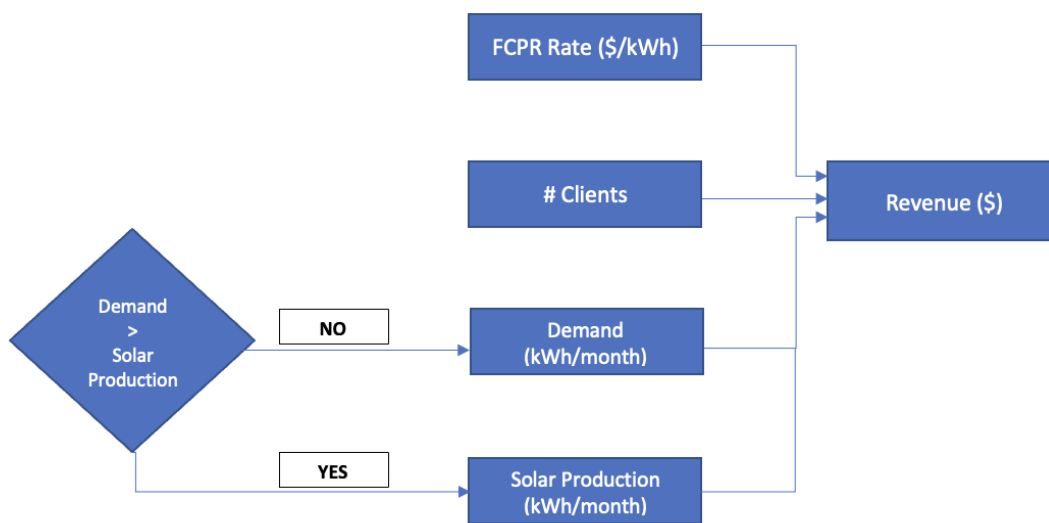 FCPR Rate ($/kWh)
# Clients
Revenue ($)
Demand
>
Solar
Production
NO
Demand
(kWh/month)
YES
Solar Production
(kWh/month)